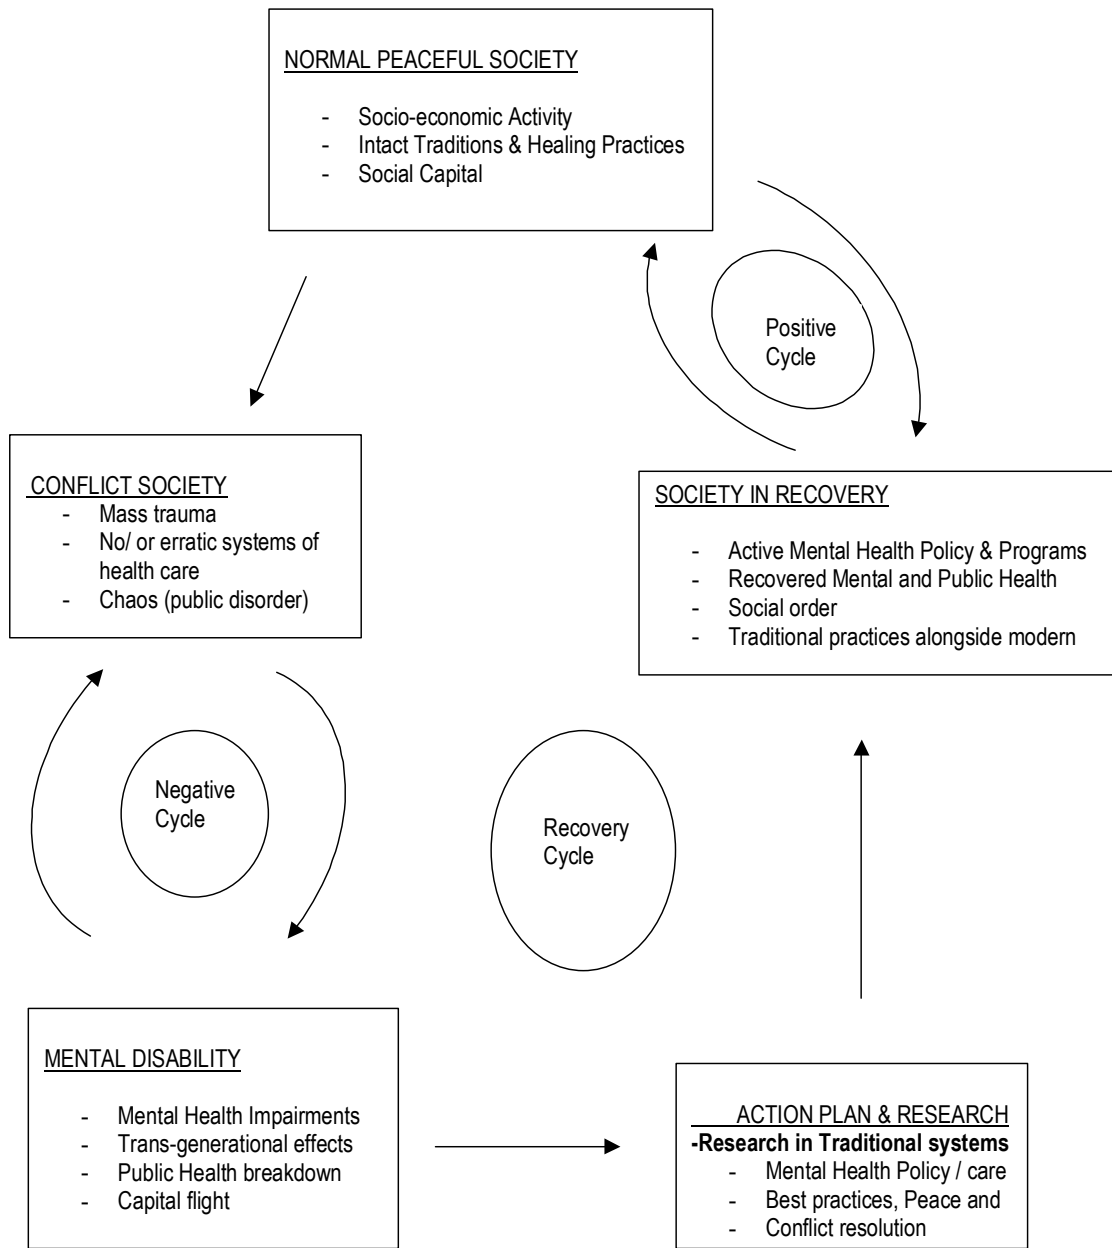 NORMAL PEACEFUL SOCIETY
- Socio-economic Activity
- Intact Traditions & Healing Practices
- Social Capital
Positive
Cycle
CONFLICT SOCIETY
- Mass trauma
- No/ or erratic systems of
health care
- Chaos (public disorder)
SOCIETY IN RECOVERY
- Active Mental Health Policy & Programs
- Recovered Mental and Public Health
- Social order
- Traditional practices alongside modern
Negative
Cycle
Recovery
Cycle
MENTAL DISABILITY
- Mental Health Impairments
- Trans-generational effects
- Public Health breakdown
- Capital flight
ACTION PLAN & RESEARCH
-Research in Traditional systems
- Mental Health Policy / care
- Best practices, Peace and
- Conflict resolution